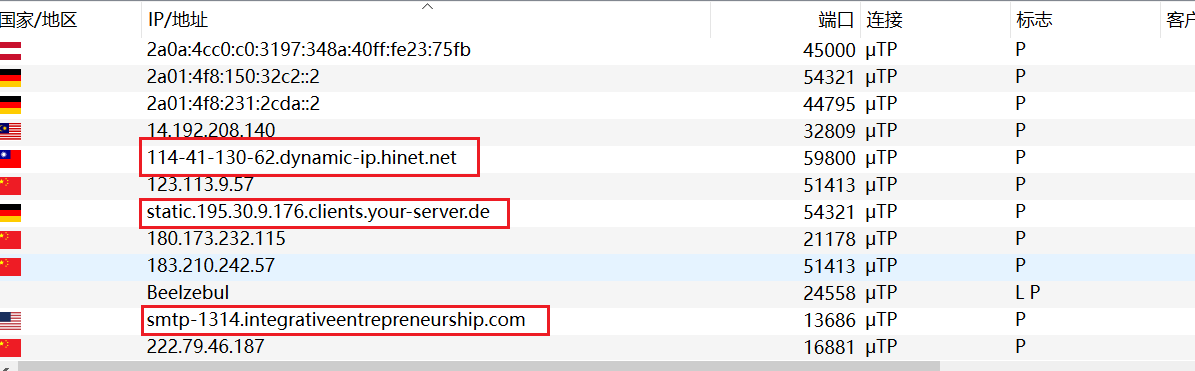 国家/地区 IP/地址 端口 连接 标志 客户
2a0a:4cc0:c0:3197:348a:40ff:fe23:75fb 45000 μTP P
2a01:4f8:150:32c2::2 54321 μTP P
2a01:4f8:231:2cda::2 44795 μTP P
14.192.208.140 32809 μTP P
114-41-130-62.dynamic-ip.hinet.net 59800 μTP P
123.113.9.57 51413 μTP P
static.195.30.9.176.clients.your-server.de 54321 μTP P
180.173.232.115 21178 μTP P
183.210.242.57 51413 μTP P
Beelzebul 24558 μTP L P
smtp-1314.integrativeentrepreneurship.com 13686 μTP P
222.79.46.187 16881 μTP P